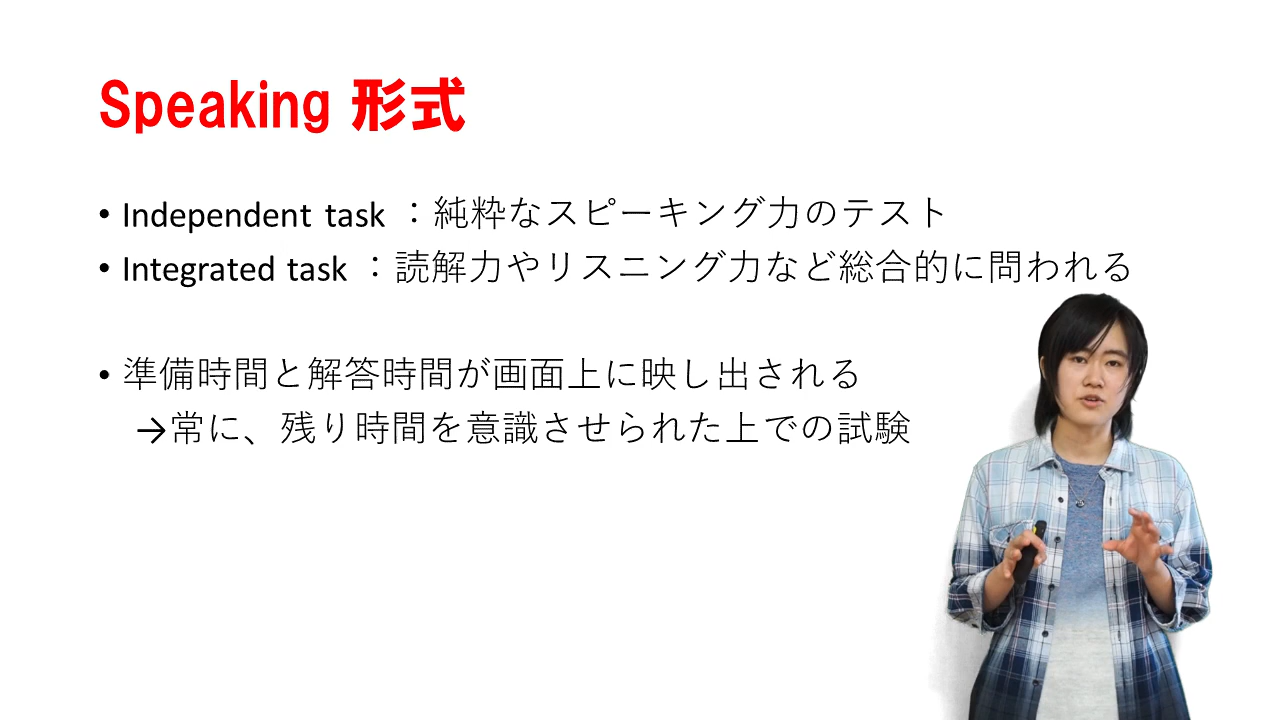 Speaking 形式
• Independent task ：純粋なスピーキング力のテスト
• Integrated task ：読解力やリスニング力など総合的に問われる
• 準備時間と解答時間が画面上に映し出される
→常に、残り時間を意識させられた上での試験